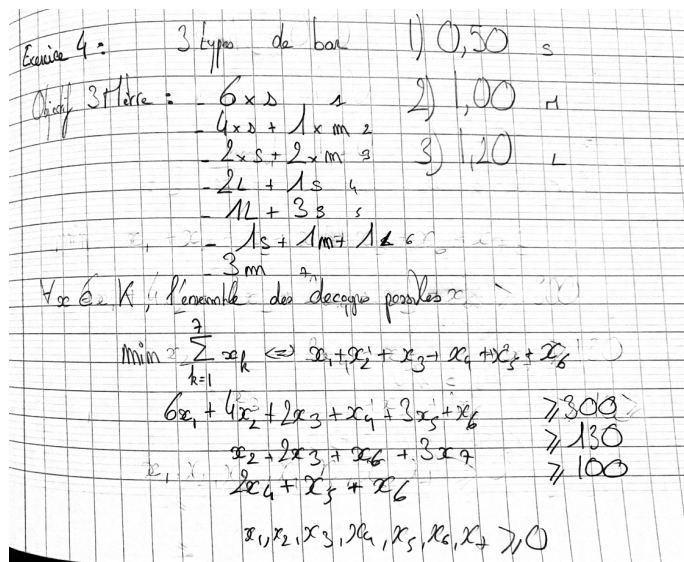 Exercice 4 : 3 types de bar 1) 0,50 s
Objectif 3 Mètre : - 6 x s 1 2) 1,00 M
- 4 x s + 1 x m 2
- 2 x s + 2 x m 3 3) 1,20 L
- 2L + 1s 4
- 1L + 3s 5
- 1s + 1m + 1L 6
- 3m 7
∀x ∈ K, l'ensemble des découpes possibles
min Σ_{k=1}^{7} x_k <=> x₁+x₂+x₃+x₄+x₅+x₆
6x₁ + 4x₂ + 2x₃ + x₄ + 3x₅ + x₆ ≥ 300
x₂ + 2x₃ + x₆ + 3x₇ ≥ 130
2x₄ + x₅ + x₆ ≥ 100
x₁, x₂, x₃, x₄, x₅, x₆, x₇ ≥ 0